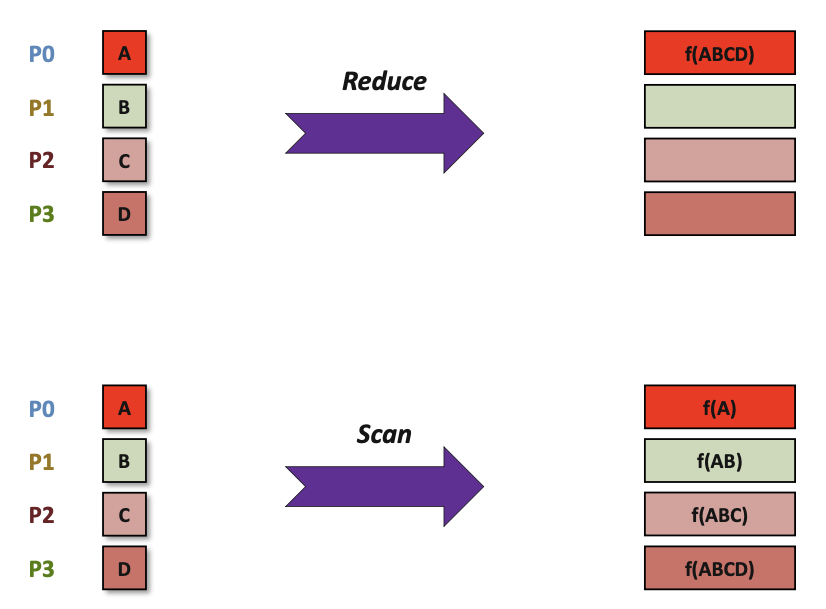 P0 A f(ABCD)
Reduce
P1 B
P2 C
P3 D
P0 A f(A)
Scan
P1 B f(AB)
P2 C f(ABC)
P3 D f(ABCD)